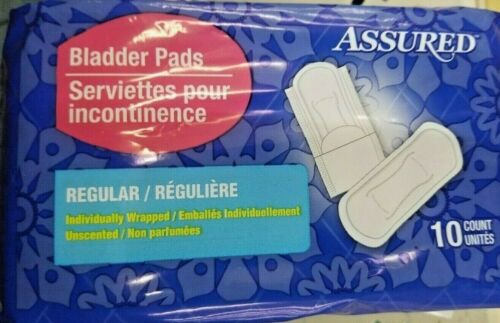 Bladder Pads
Serviettes pour
incontinence
ASSURED
REGULAR / RÉGULIÈRE
Individually Wrapped / Emballés Individuellement
Unscented / Non parfumées
10 COUNT
UNITÉS